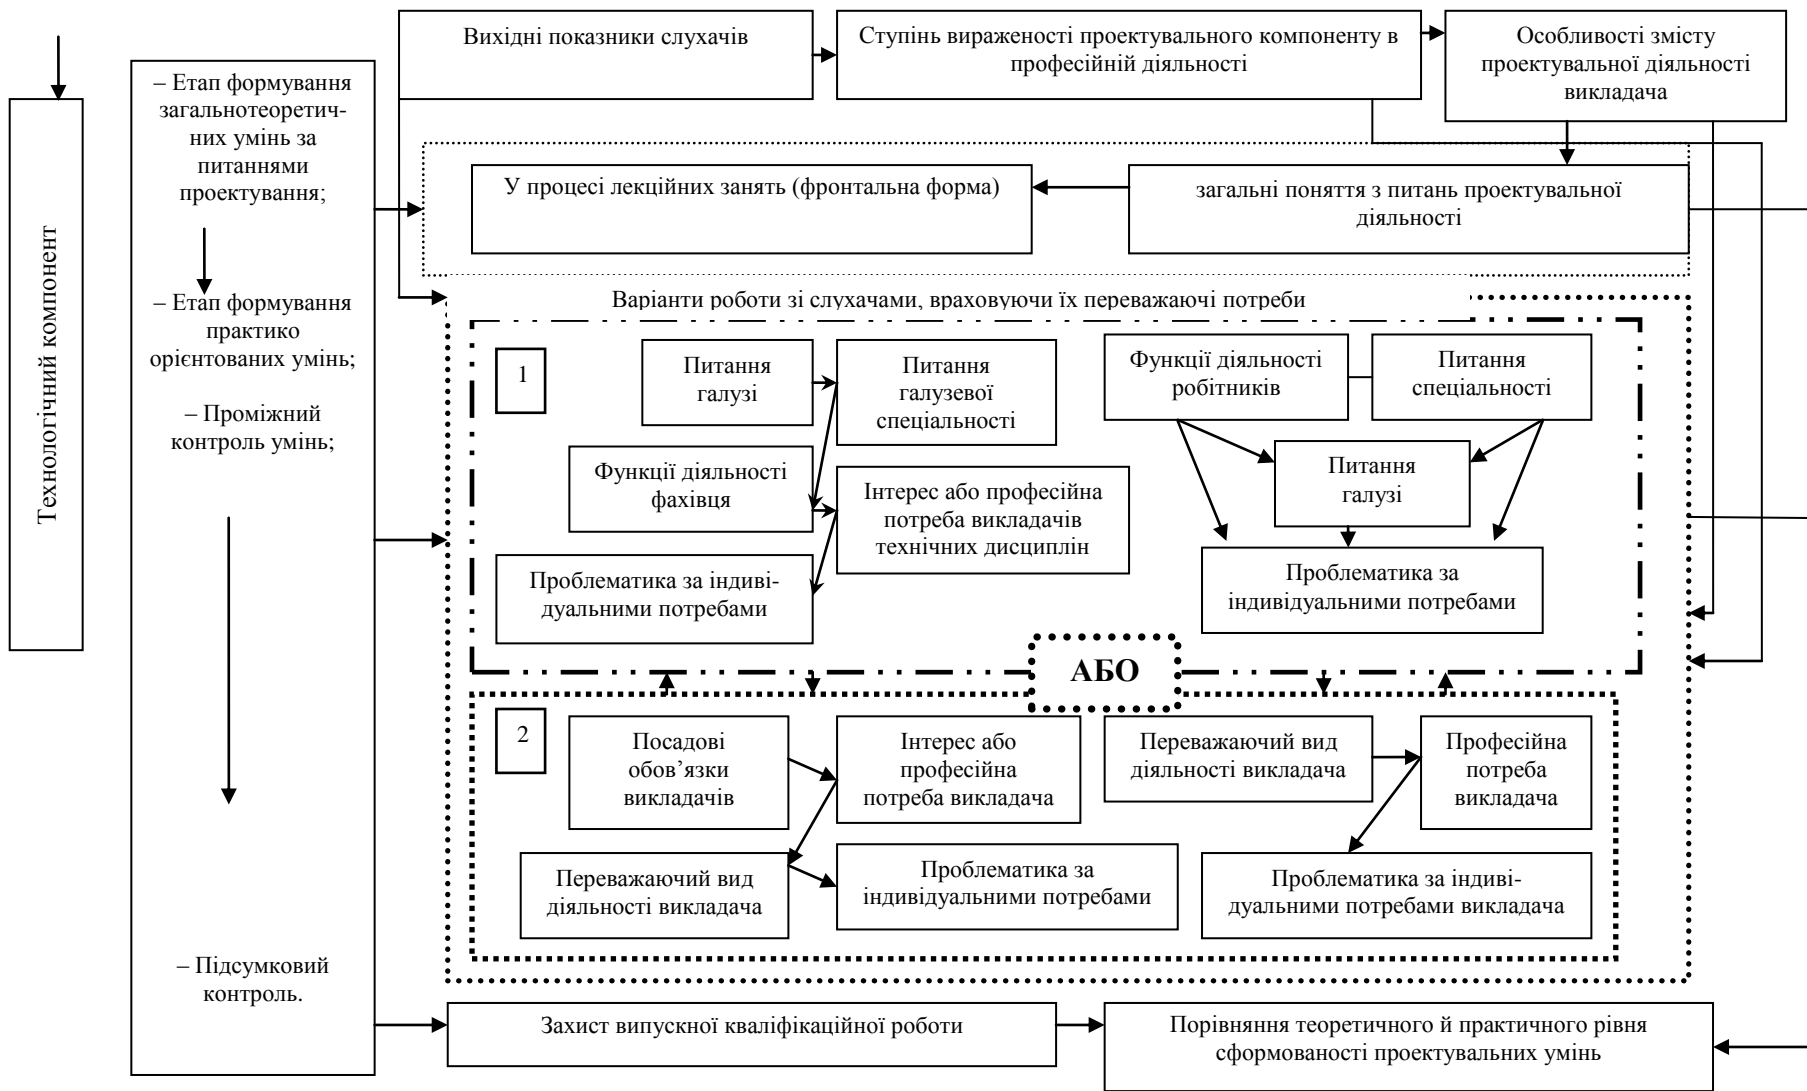 Технологічний компонент
– Етап формування
загальнотеоретич-
них умінь за
питаннями
проектування;
– Етап формування
практико
орієнтованих умінь;
– Проміжний
контроль умінь;
– Підсумковий
контроль.
Вихідні показники слухачів
Ступінь вираженості проектувального компоненту в
професійній діяльності
Особливості змісту
проектувальної діяльності
викладача
У процесі лекційних занять (фронтальна форма)
загальні поняття з питань проектувальної
діяльності
Варіанти роботи зі слухачами, враховуючи їх переважаючі потреби
1
Питання
галузі
Питання
галузевої
спеціальності
Функції діяльності
фахівця
Інтерес або професійна
потреба викладачів
технічних дисциплін
Проблематика за індиві-
дуальними потребами
Функції діяльності
робітників
Питання
спеціальності
Питання
галузі
Проблематика за
індивідуальними потребами
АБО
2
Посадові
обов’язки
викладачів
Інтерес або
професійна
потреба викладача
Переважаючий вид
діяльності викладача
Проблематика за
індивідуальними потребами
Переважаючий вид
діяльності викладача
Професійна
потреба
викладача
Проблематика за індиві-
дуальними потребами викладача
Захист випускної кваліфікаційної роботи
Порівняння теоретичного й практичного рівня
сформованості проектувальних умінь